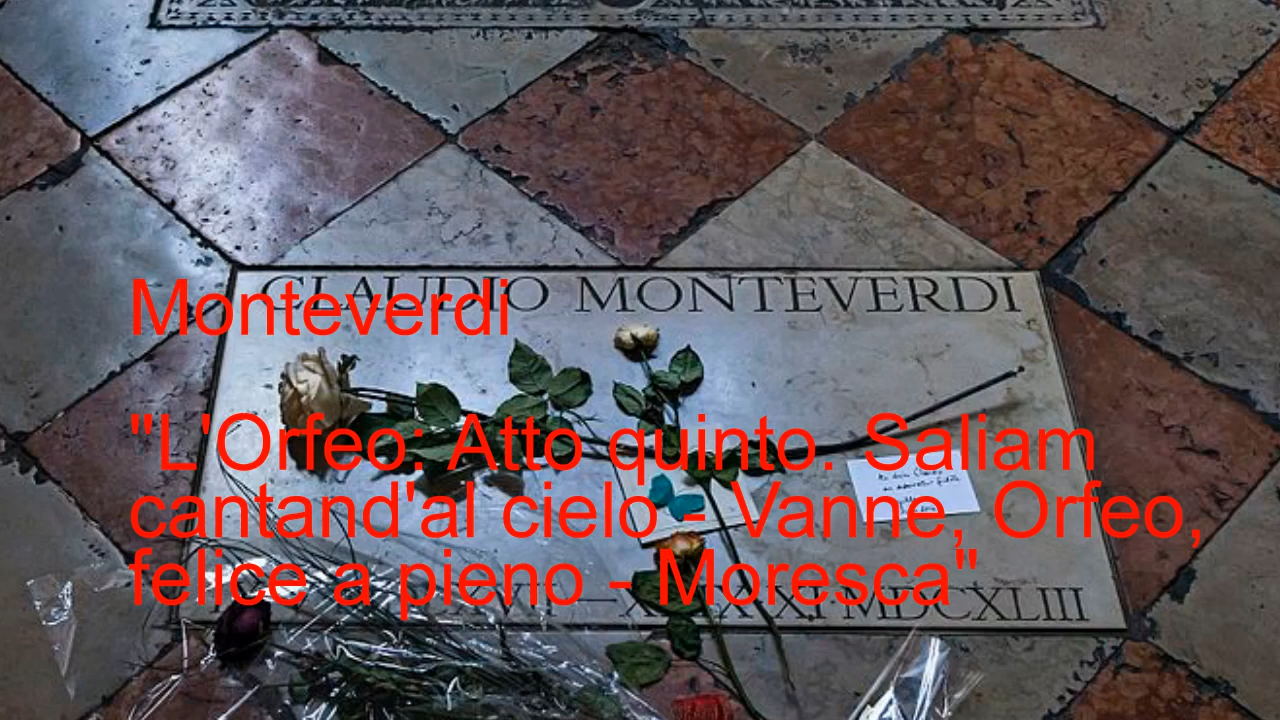 CLAUDIO MONTEVERDI
Monteverdi
"L'Orfeo: Atto quinto. Saliam
cantand'al cielo - Vanne, Orfeo,
felice a pieno - Moresca"
MDCXLIII